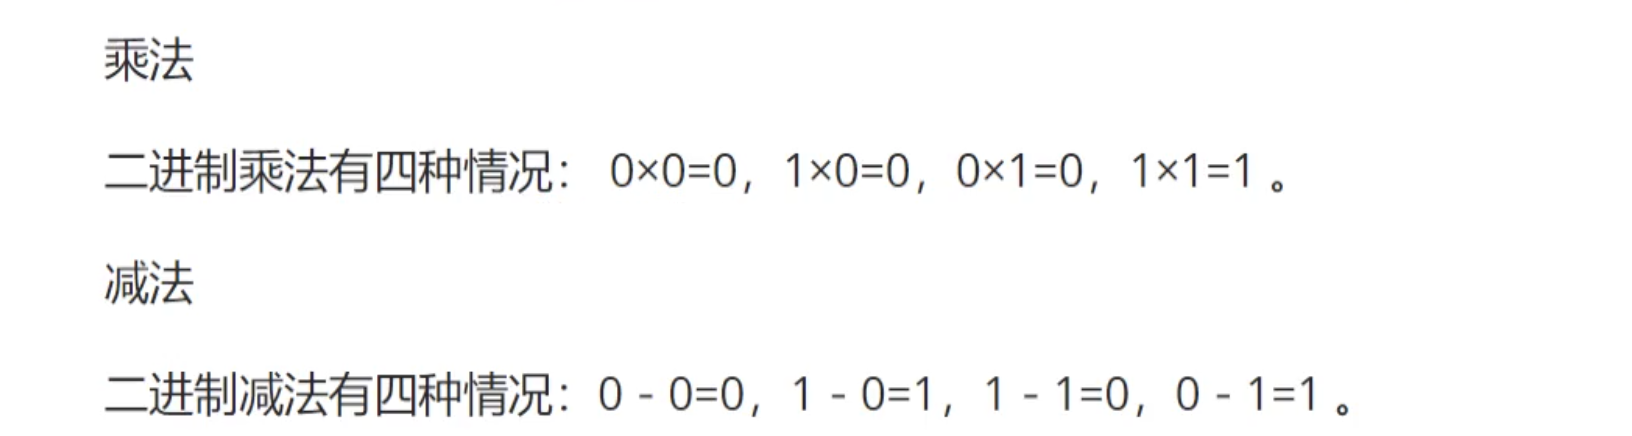 乘法
二进制乘法有四种情况： 0×0=0，1×0=0，0×1=0，1×1=1 。
减法
二进制减法有四种情况：0 - 0=0，1 - 0=1，1 - 1=0，0 - 1=1 。